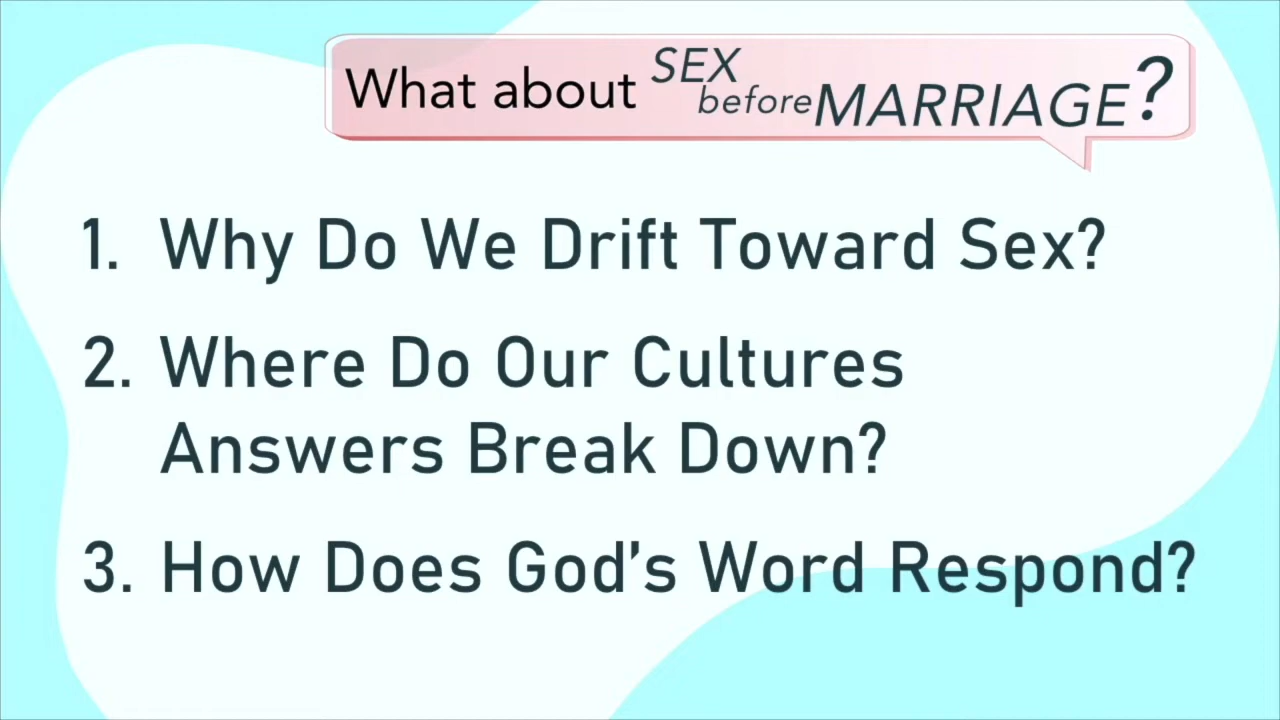 What about SEX before MARRIAGE?
1. Why Do We Drift Toward Sex?
2. Where Do Our Cultures
Answers Break Down?
3. How Does God’s Word Respond?